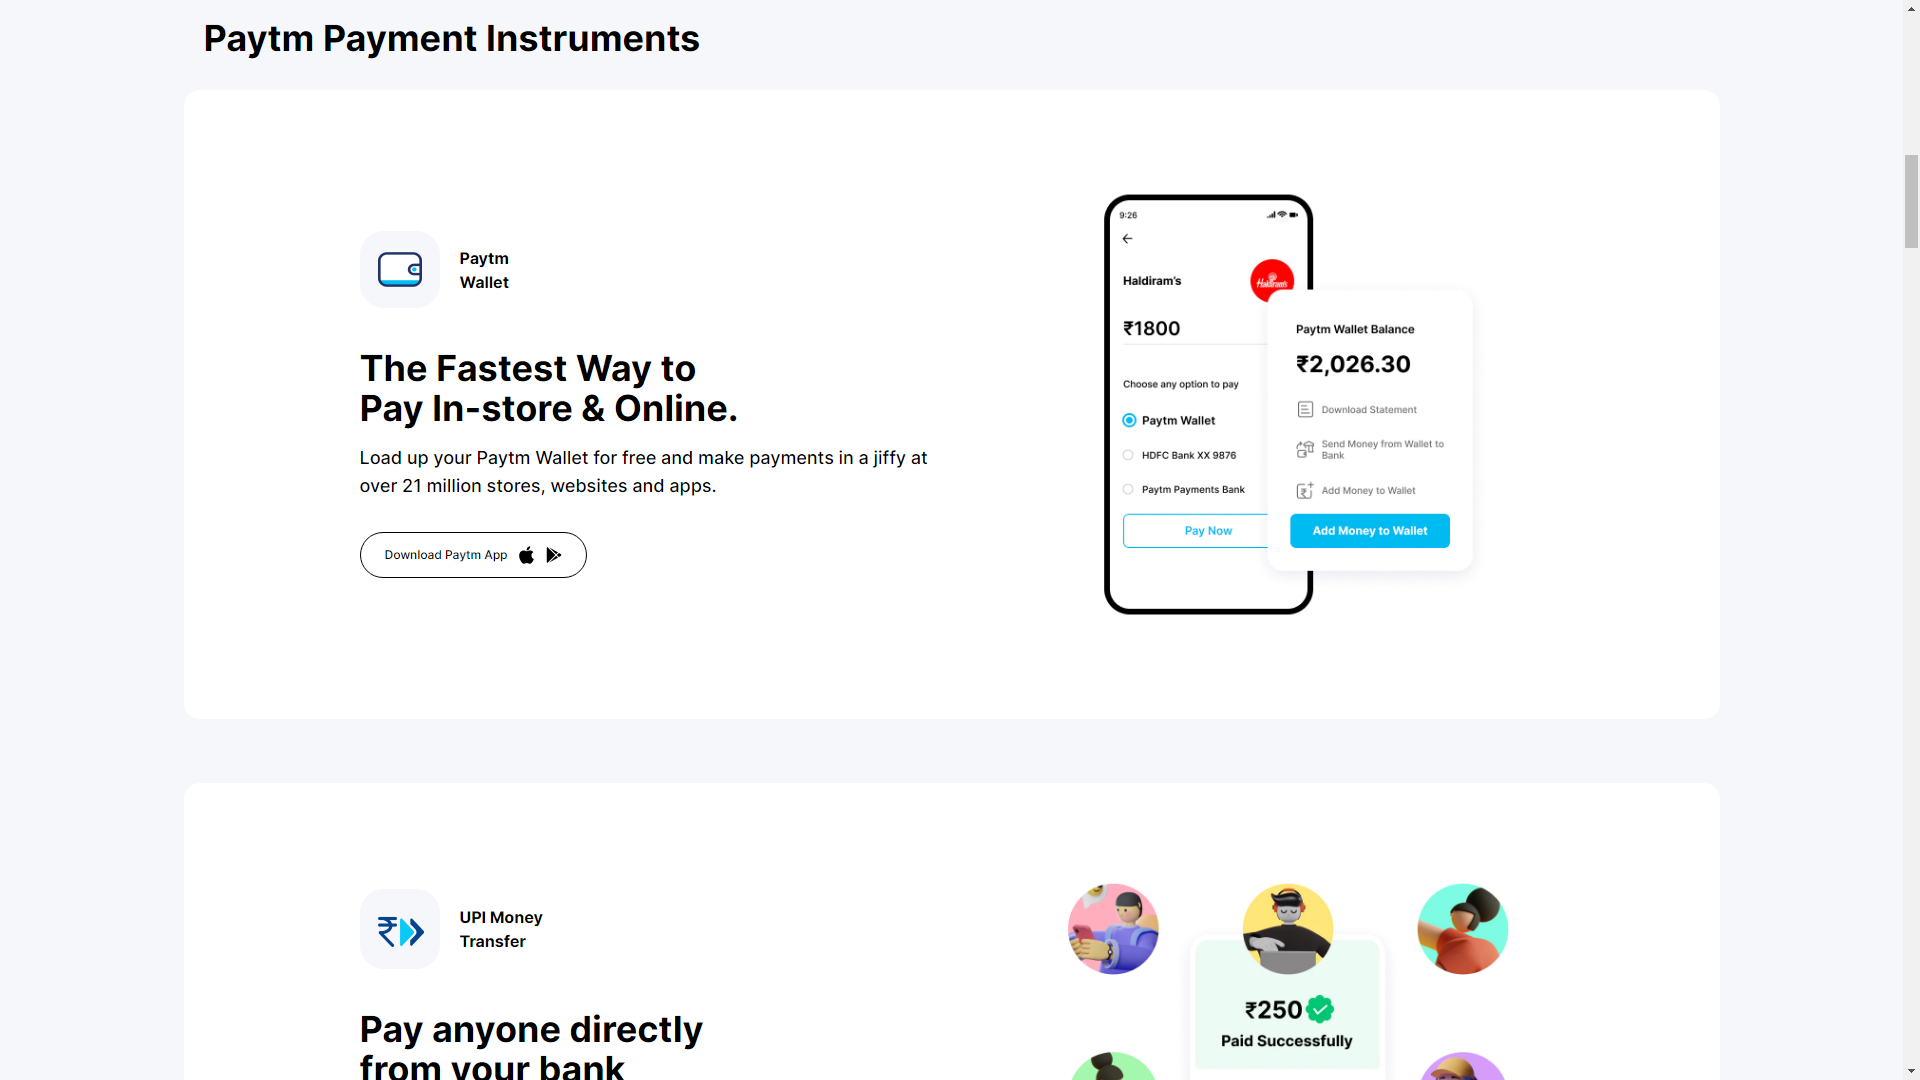 Paytm Payment Instruments
Paytm
Wallet
The Fastest Way to
Pay In-store & Online.
Load up your Paytm Wallet for free and make payments in a jiffy at
over 21 million stores, websites and apps.
Download Paytm App
9:26
Haldiram's
Haldiram's
₹1800
Choose any option to pay
Paytm Wallet
HDFC Bank XX 9876
Paytm Payments Bank
Pay Now
Paytm Wallet Balance
₹2,026.30
Download Statement
Send Money from Wallet to
Bank
Add Money to Wallet
Add Money to Wallet
UPI Money
Transfer
Pay anyone directly
from your bank
₹250
Paid Successfully